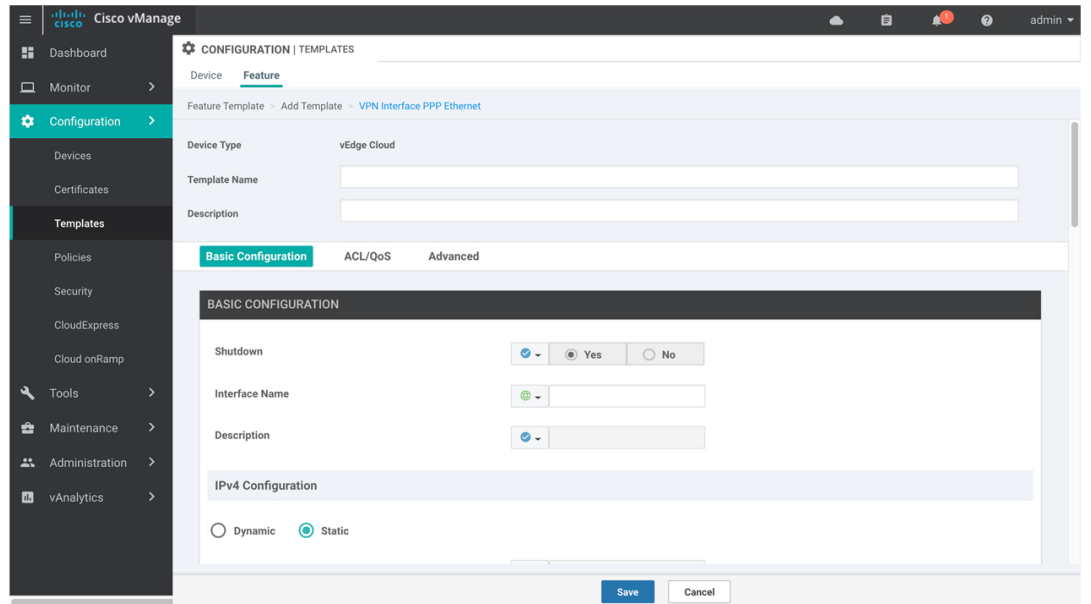 cisco Cisco vManage
1
admin
Dashboard
Monitor
Configuration
Devices
Certificates
Templates
Policies
Security
CloudExpress
Cloud onRamp
Tools
Maintenance
Administration
vAnalytics
CONFIGURATION | TEMPLATES
Device Feature
Feature Template > Add Template > VPN Interface PPP Ethernet
Device Type vEdge Cloud
Template Name
Description
Basic Configuration ACL/QoS Advanced
BASIC CONFIGURATION
Shutdown Yes No
Interface Name
Description
IPv4 Configuration
Dynamic Static
Save Cancel